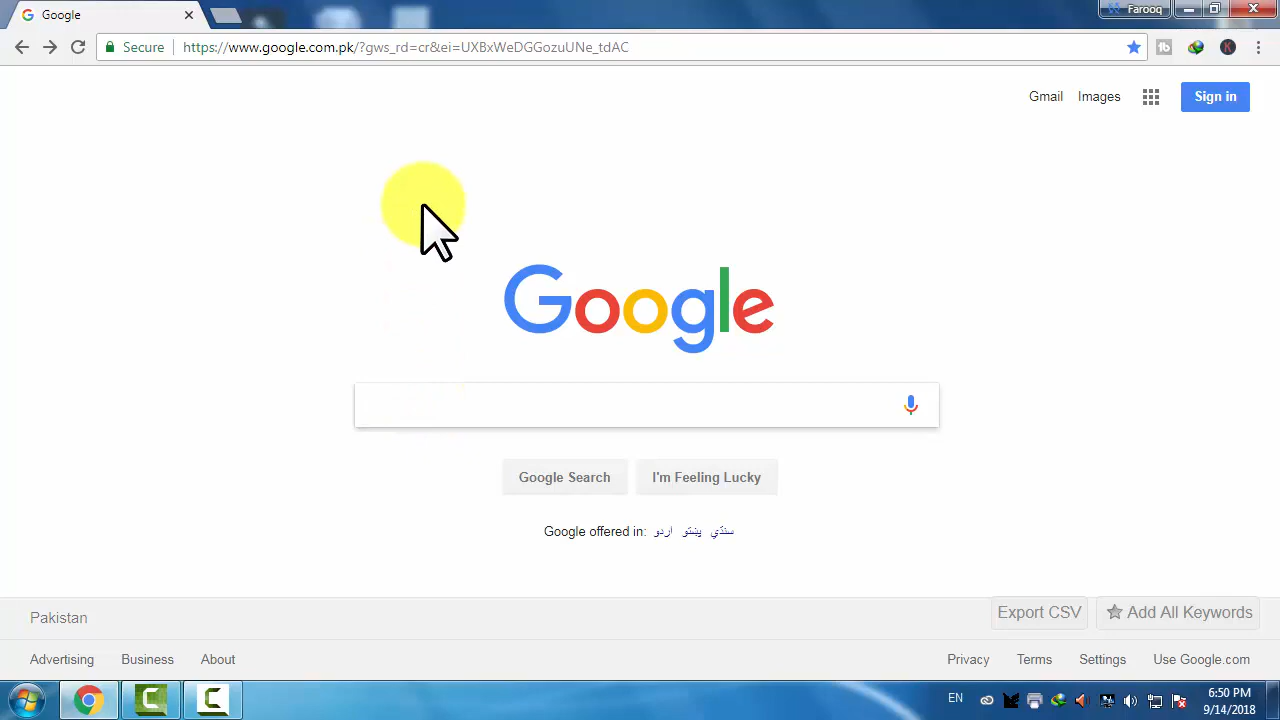 Google
Farooq
Secure
https://www.google.com.pk/?gws_rd=cr&ei=UXBxWeDGGozuUNe_tdAC
Gmail Images Sign in
Google
Google Search I'm Feeling Lucky
Google offered in: اردو پښتو سنڌي
Pakistan Export CSV Add All Keywords
Advertising Business About Privacy Terms Settings Use Google.com
EN 6:50 PM
9/14/2018